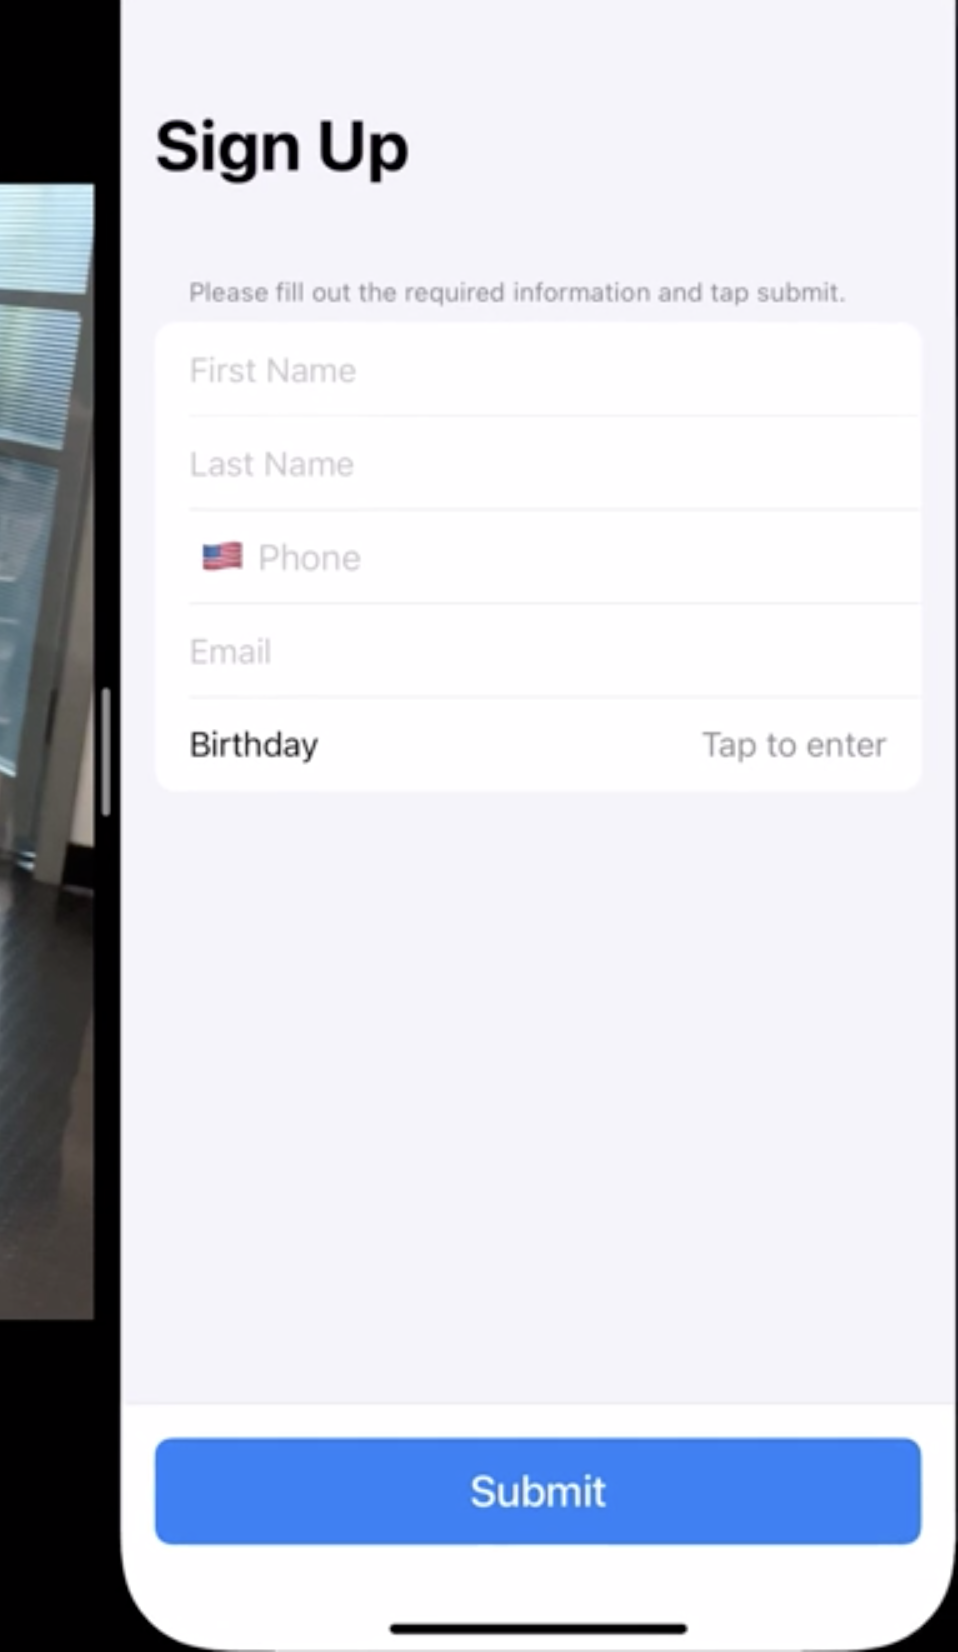 Sign Up
Please fill out the required information and tap submit.
First Name
Last Name
Phone
Email
Birthday Tap to enter
Submit